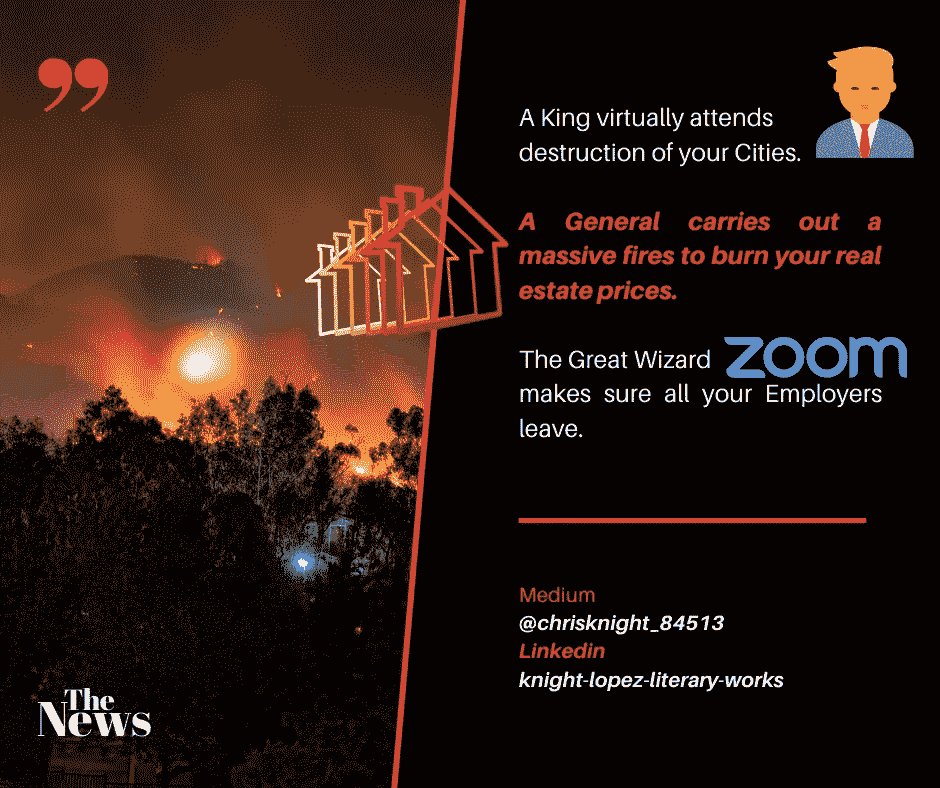 A King virtually attends
destruction of your Cities.
A General carries out a
massive fires to burn your real
estate prices.
The Great Wizard zoom
makes sure all your Employers
leave.
Medium
@chrisknight_84513
Linkedin
knight-lopez-literary-works
The
News